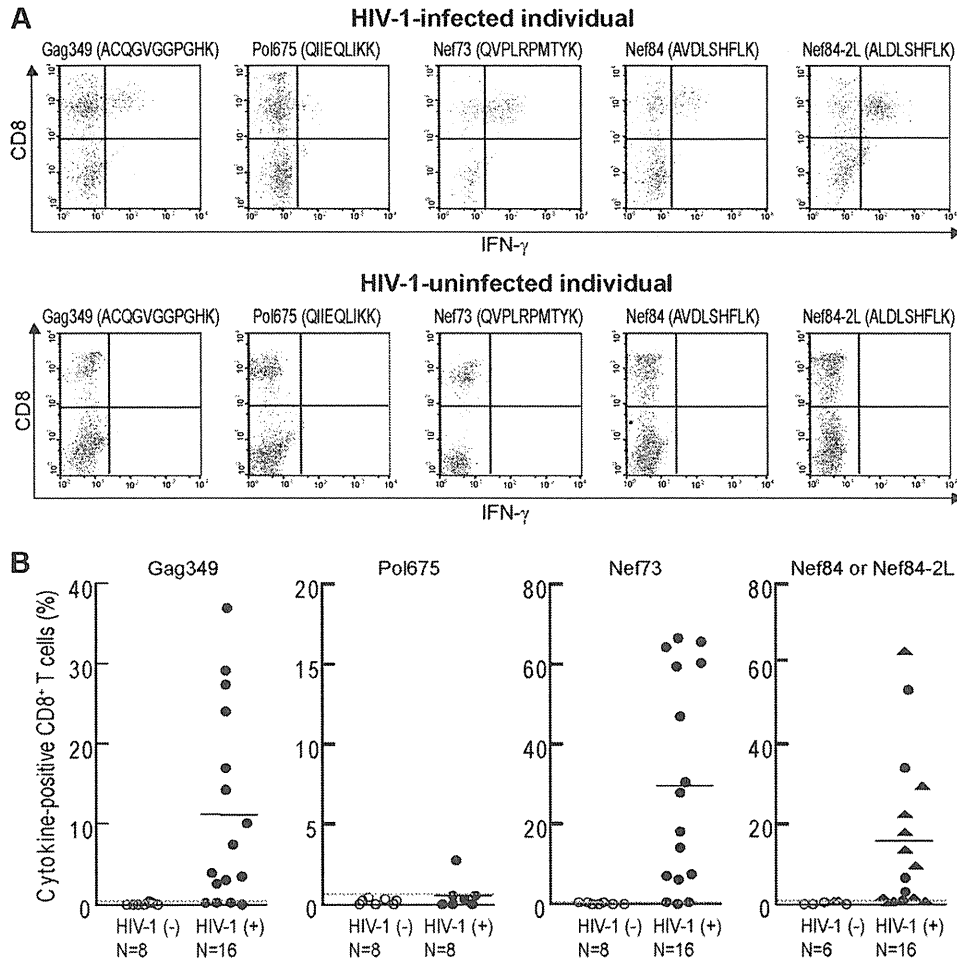 A
HIV-1-infected individual
Gag349 (ACQGVGGPGHK) Pol675 (QIIEQLIKK) Nef73 (QVPLRPMTYK) Nef84 (AVDLSHFLK) Nef84-2L (ALDLSHFLK)
CD8
IFN-γ
HIV-1-uninfected individual
Gag349 (ACQGVGGPGHK) Pol675 (QIIEQLIKK) Nef73 (QVPLRPMTYK) Nef84 (AVDLSHFLK) Nef84-2L (ALDLSHFLK)
CD8
IFN-γ
B
Gag349 Pol675 Nef73 Nef84 or Nef84-2L
Cytokine-positive CD8⁺ T cells (%)
40 20 80 80
30 15 60 60
20 10 40 40
10 5 20 20
0 0 0 0
HIV-1 (-) HIV-1 (+) HIV-1 (-) HIV-1 (+) HIV-1 (-) HIV-1 (+) HIV-1 (-) HIV-1 (+)
N=8 N=16 N=8 N=8 N=8 N=16 N=6 N=16